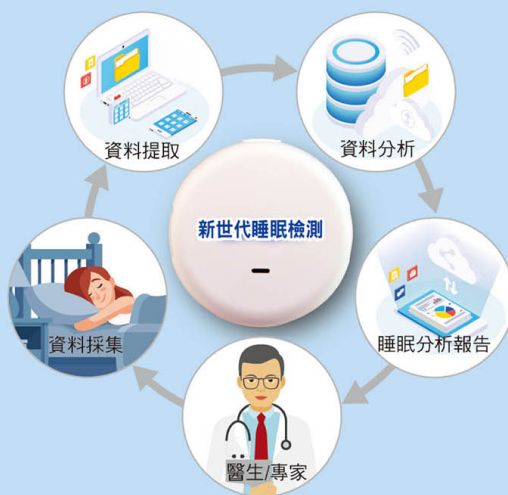 資料提取
資料分析
新世代睡眠檢測
資料採集
睡眠分析報告
醫生/專家